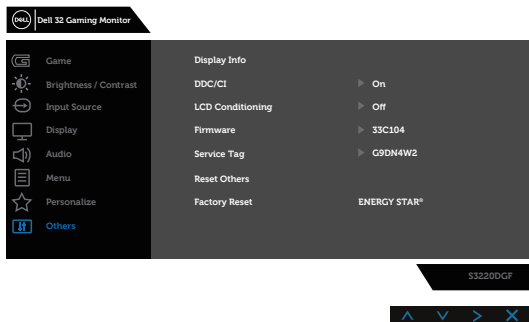 DELL Dell 32 Gaming Monitor
Game
Brightness / Contrast
Input Source
Display
Audio
Menu
Personalize
Others
Display Info
DDC/CI On
LCD Conditioning Off
Firmware 33C104
Service Tag G9DN4W2
Reset Others
Factory Reset ENERGY STAR®
S3220DGF